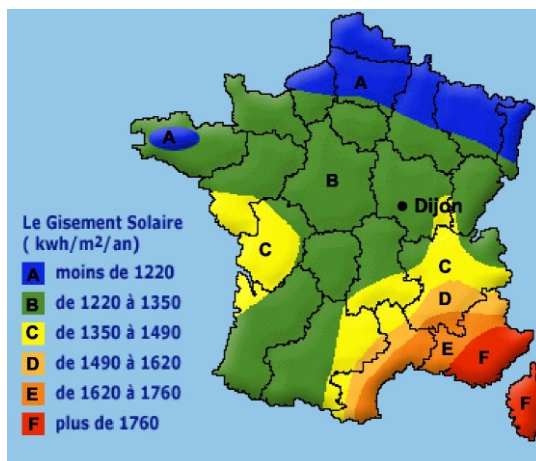 A
A
B
Dijon
C
C
D
E
F
F
Le Gisement Solaire
( kwh/m²/an)
A moins de 1220
B de 1220 à 1350
C de 1350 à 1490
D de 1490 à 1620
E de 1620 à 1760
F plus de 1760